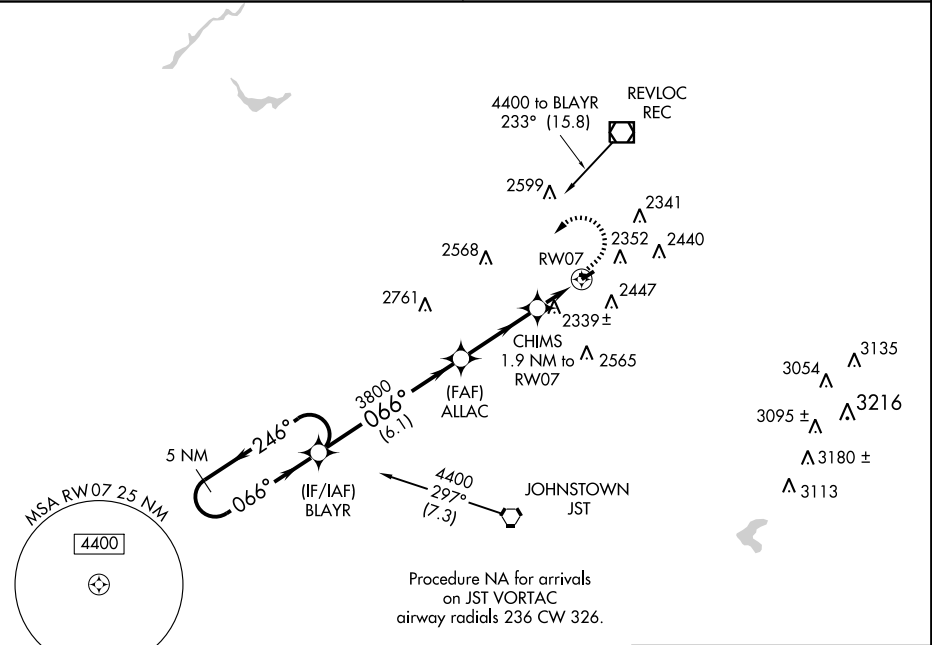 4400 to BLAYR
233° (15.8)
REVLOC
REC
2599
2341
2568
RW07
2352
2440
2761
2447
2339 ±
CHIMS
1.9 NM to
RW07
2565
3135
3054
3800
066°
(6.1)
(FAF)
ALLAC
3216
3095 ±
246°
5 NM
066°
3180 ±
(IF/IAF)
BLAYR
4400
297°
(7.3)
JOHNSTOWN
JST
3113
MSA RW07 25 NM
4400
Procedure NA for arrivals
on JST VORTAC
airway radials 236 CW 326.